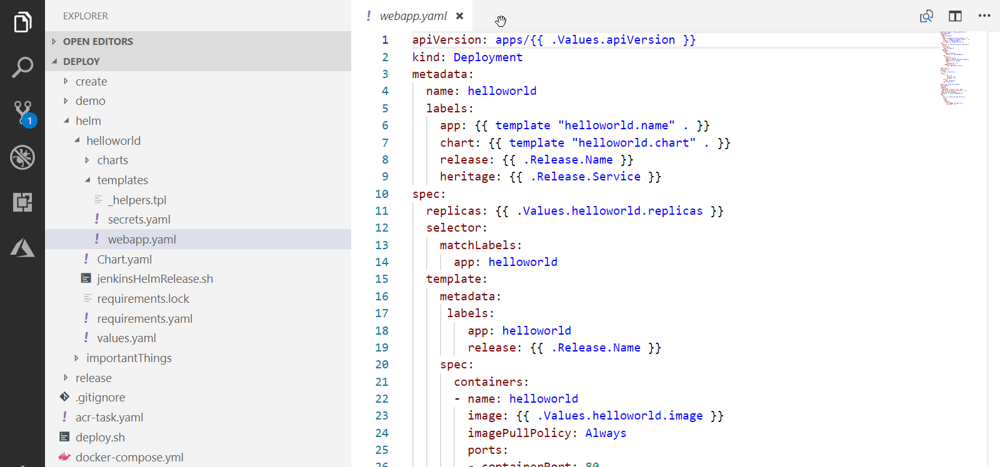 EXPLORER
OPEN EDITORS
DEPLOY
create
demo
helm
helloworld
charts
templates
_helpers.tpl
! secrets.yaml
! webapp.yaml
! Chart.yaml
jenkinsHelmRelease.sh
requirements.lock
! requirements.yaml
! values.yaml
importantThings
release
.gitignore
! acr-task.yaml
deploy.sh
docker-compose.yml
1
! webapp.yaml
1 apiVersion: apps/{{ .Values.apiVersion }}
2 kind: Deployment
3 metadata:
4 name: helloworld
5 labels:
6 app: {{ template "helloworld.name" . }}
7 chart: {{ template "helloworld.chart" . }}
8 release: {{ .Release.Name }}
9 heritage: {{ .Release.Service }}
10 spec:
11 replicas: {{ .Values.helloworld.replicas }}
12 selector:
13 matchLabels:
14 app: helloworld
15 template:
16 metadata:
17 labels:
18 app: helloworld
19 release: {{ .Release.Name }}
20 spec:
21 containers:
22 - name: helloworld
23 image: {{ .Values.helloworld.image }}
24 imagePullPolicy: Always
25 ports:
26 - containerPort: 80